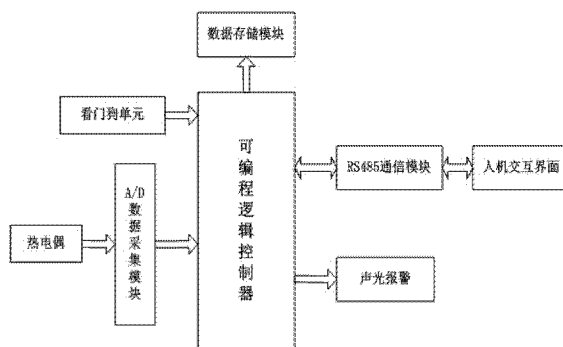 数据存储模块
看门狗单元
可编程逻辑控制器
RS485通信模块
人机交互界面
A/D数据采集模块
热电偶
声光报警